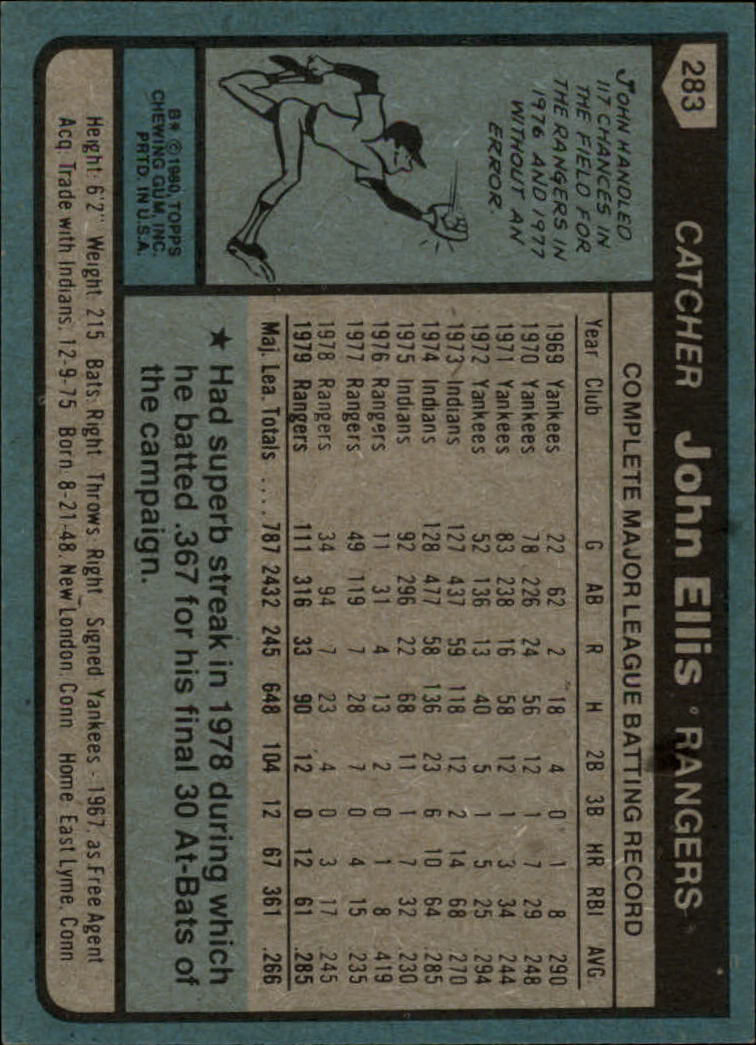 283
CATCHER John Ellis • RANGERS
JOHN HANDLED
117 CHANCES IN
THE FIELD FOR
THE RANGERS IN
1976 AND 1977
WITHOUT AN
ERROR.
B* ©1980, TOPPS
CHEWING GUM, INC.
PRTD. IN U.S.A.
COMPLETE MAJOR LEAGUE BATTING RECORD
Year Club G AB R H 2B 3B HR RBI AVG.
1969 Yankees 22 62 2 18 4 0 1 8 .290
1970 Yankees 78 226 24 56 12 1 7 29 .248
1971 Yankees 83 238 16 58 12 1 3 34 .244
1972 Yankees 52 136 13 40 5 1 5 25 .294
1973 Indians 127 437 59 118 12 2 14 68 .270
1974 Indians 128 477 58 136 23 6 10 64 .285
1975 Indians 92 296 22 68 11 1 7 32 .230
1976 Rangers 11 31 4 13 2 0 1 8 .419
1977 Rangers 49 119 7 28 7 0 4 15 .235
1978 Rangers 34 94 7 23 4 0 3 17 .245
1979 Rangers 111 316 33 90 12 0 12 61 .285
Maj. Lea. Totals .... 787 2432 245 648 104 12 67 361 .266
★ Had superb streak in 1978 during which
he batted .367 for his final 30 At-Bats of
the campaign.
Height: 6'2" Weight: 215 Bats: Right Throws: Right Signed: Yankees - 1967, as Free Agent
Acq: Trade with Indians, 12-9-75 Born: 8-21-48, New London, Conn Home: East Lyme, Conn